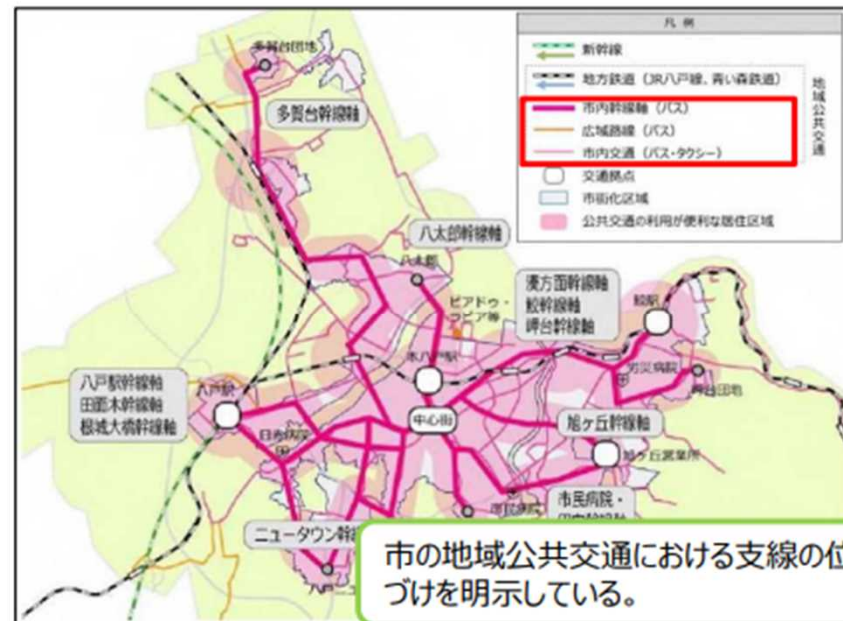 凡例
新幹線
地方鉄道（JR八戸線、青い森鉄道）
市内幹線軸（バス）
広域路線（バス）
市内交通（バス・タクシー）
地域公共交通
交通拠点
市街化区域
公共交通の利用が便利な居住区域
多賀台団地
多賀台幹線軸
八太郎幹線軸
八太郎
ピアドゥ・
ラピア等
湊方面幹線軸
鮫幹線軸
岬台幹線軸
鮫駅
本八戸駅
労災病院
岬台団地
八戸駅幹線軸
田面木幹線軸
根城大橋幹線軸
八戸駅
中心街
日赤病院
旭ヶ丘幹線軸
旭ヶ丘営業所
市民病院
市民病院・
ニュータウン幹線
市の地域公共交通における支線の位
づけを明示している。